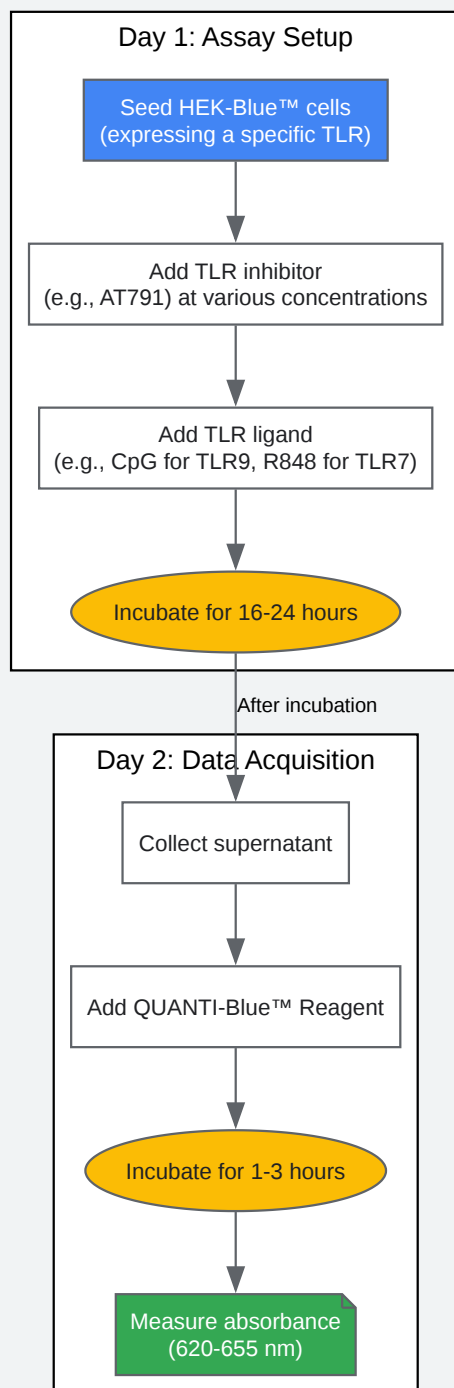 Day 1: Assay Setup
Seed HEK-Blue™ cells
(expressing a specific TLR)
Add TLR inhibitor
(e.g., AT791) at various concentrations
Add TLR ligand
(e.g., CpG for TLR9, R848 for TLR7)
Incubate for 16-24 hours
After incubation
Day 2: Data Acquisition
Collect supernatant
Add QUANTI-Blue™ Reagent
Incubate for 1-3 hours
Measure absorbance
(620-655 nm)